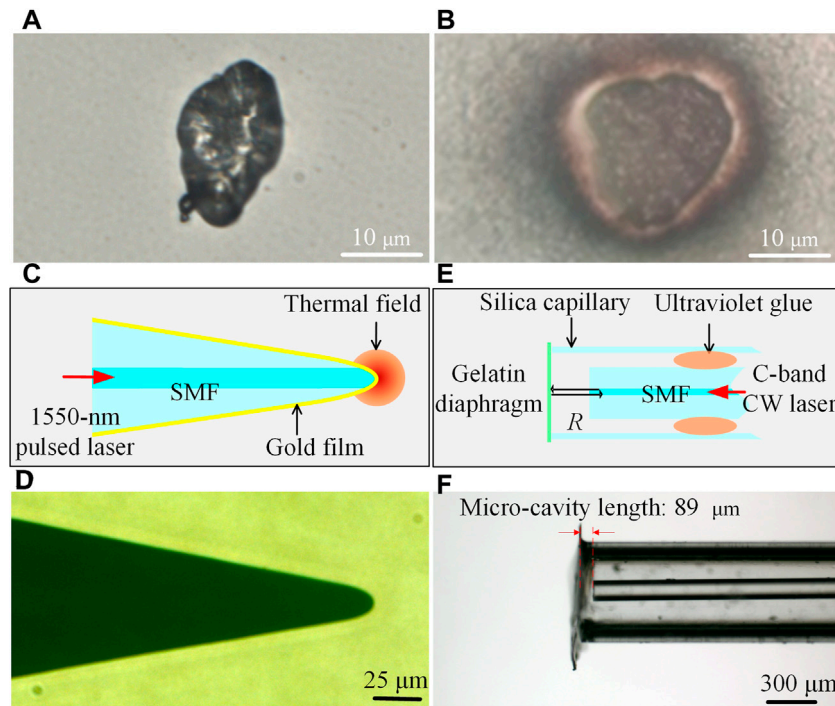 A
10 μm
B
10 μm
C
Thermal field
SMF
1550-nm
pulsed laser
Gold film
E
Silica capillary
Ultraviolet glue
Gelatin
diaphragm
R
SMF
C-band
CW laser
D
25 μm
F
Micro-cavity length: 89 μm
300 μm